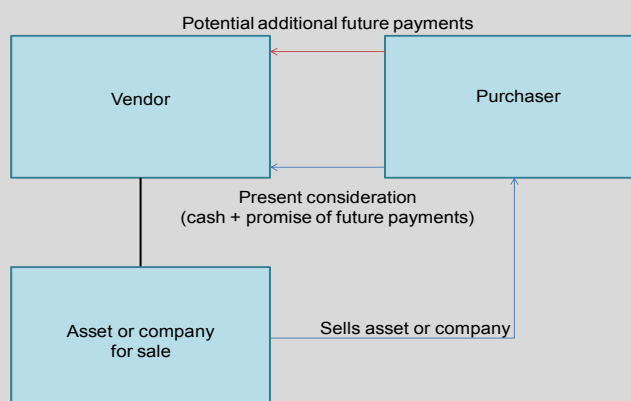 Potential additional future payments
Vendor
Purchaser
Present consideration
(cash + promise of future payments)
Asset or company
for sale
Sells asset or company